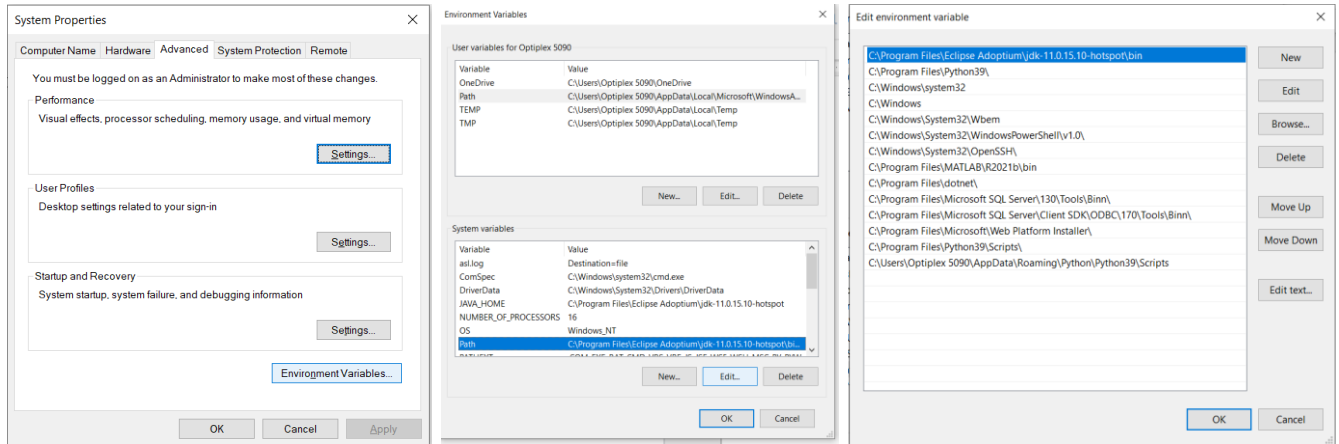 System Properties
Computer Name Hardware Advanced System Protection Remote
You must be logged on as an Administrator to make most of these changes.
Performance
Visual effects, processor scheduling, memory usage, and virtual memory
Settings...
User Profiles
Desktop settings related to your sign-in
Settings...
Startup and Recovery
System startup, system failure, and debugging information
Settings...
Environment Variables...
OK Cancel Apply
Environment Variables
User variables for Optiplex 5090
Variable Value
OneDrive C:\Users\Optiplex 5090\OneDrive
Path C:\Users\Optiplex 5090\AppData\Local\Microsoft\WindowsA...
TEMP C:\Users\Optiplex 5090\AppData\Local\Temp
TMP C:\Users\Optiplex 5090\AppData\Local\Temp
New... Edit... Delete
System variables
Variable Value
asl.log Destination=file
ComSpec C:\Windows\system32\cmd.exe
DriverData C:\Windows\System32\Drivers\DriverData
JAVA_HOME C:\Program Files\Eclipse Adoptium\jdk-11.0.15.10-hotspot
NUMBER_OF_PROCESSORS 16
OS Windows_NT
Path C:\Program Files\Eclipse Adoptium\jdk-11.0.15.10-hotspot\bi...
New... Edit... Delete
OK Cancel
Edit environment variable
C:\Program Files\Eclipse Adoptium\jdk-11.0.15.10-hotspot\bin
C:\Program Files\Python39\
C:\Windows\system32
C:\Windows
C:\Windows\System32\Wbem
C:\Windows\System32\WindowsPowerShell\v1.0\
C:\Windows\System32\OpenSSH\
C:\Program Files\MATLAB\R2021b\bin
C:\Program Files\dotnet\
C:\Program Files\Microsoft SQL Server\130\Tools\Binn\
C:\Program Files\Microsoft SQL Server\Client SDK\ODBC\170\Tools\Binn\
C:\Program Files\Microsoft\Web Platform Installer\
C:\Program Files\Python39\Scripts\
C:\Users\Optiplex 5090\AppData\Roaming\Python\Python39\Scripts
New
Edit
Browse...
Delete
Move Up
Move Down
Edit text...
OK Cancel